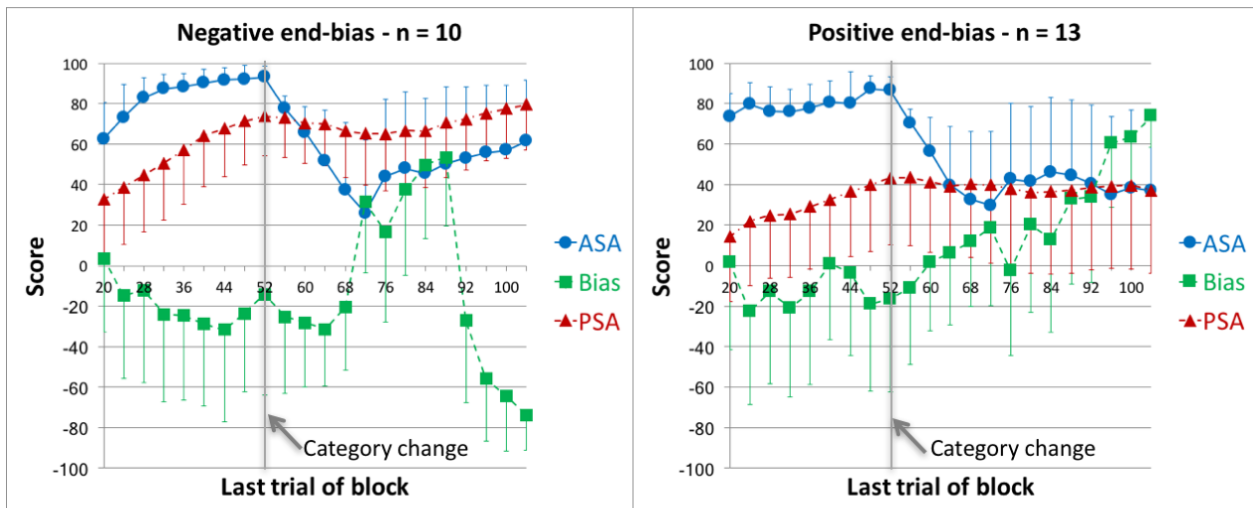 Negative end-bias - n = 10
100
80
60
40
20
0
-20
-40
-60
-80
-100
Score
20 28 36 44 52 60 68 76 84 92 100
Category change
Last trial of block
ASA
Bias
PSA
Positive end-bias - n = 13
100
80
60
40
20
0
-20
-40
-60
-80
-100
Score
20 28 36 44 52 60 68 76 84 92 100
Category change
Last trial of block
ASA
Bias
PSA